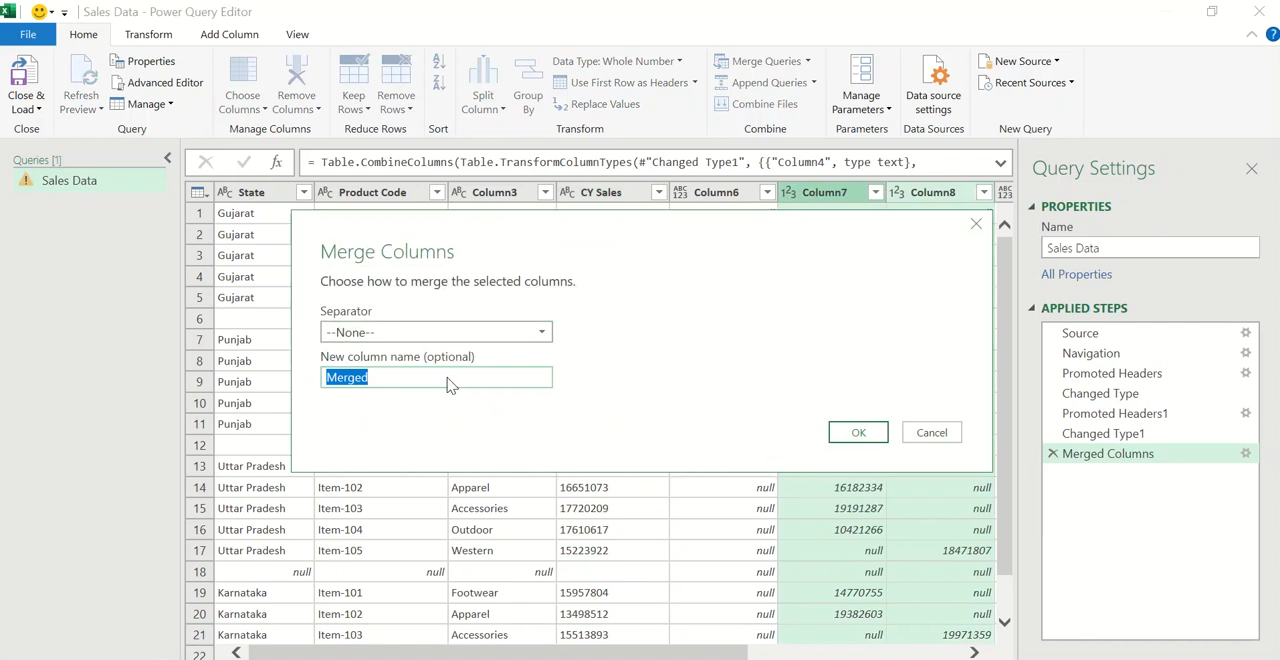 Sales Data - Power Query Editor
File Home Transform Add Column View
Close & Load
Refresh Preview
Properties
Advanced Editor
Manage
Choose Columns
Remove Columns
Keep Rows
Remove Rows
Split Column
Group By
Data Type: Whole Number
Use First Row as Headers
Replace Values
Merge Queries
Append Queries
Combine Files
Manage Parameters
Data source settings
New Source
Recent Sources
Close Query Manage Columns Reduce Rows Sort Transform Combine Parameters Data Sources New Query
Queries [1]
Sales Data
fx = Table.CombineColumns(Table.TransformColumnTypes(#"Changed Type1", {{"Column4", type text},
ABC State ABC Product Code ABC Column3 ABC CY Sales ABC 123 Column6 123 Column7 123 Column8 ABC 123
1 Gujarat
2 Gujarat
3 Gujarat
4 Gujarat
5 Gujarat
6
7 Punjab
8 Punjab
9 Punjab
10 Punjab
11 Punjab
12
13 Uttar Pradesh
14 Uttar Pradesh Item-102 Apparel 16651073 null 16182334 null
15 Uttar Pradesh Item-103 Accessories 17720209 null 19191287 null
16 Uttar Pradesh Item-104 Outdoor 17610617 null 10421266 null
17 Uttar Pradesh Item-105 Western 15223922 null null 18471807
18 null null null null null null
19 Karnataka Item-101 Footwear 15957804 null 14770755 null
20 Karnataka Item-102 Apparel 13498512 null 19382603 null
21 Karnataka Item-103 Accessories 15513893 null null 19971359
22
Merge Columns
Choose how to merge the selected columns.
Separator
--None--
New column name (optional)
Merged
OK Cancel
Query Settings
PROPERTIES
Name
Sales Data
All Properties
APPLIED STEPS
Source
Navigation
Promoted Headers
Changed Type
Promoted Headers1
Changed Type1
Merged Columns